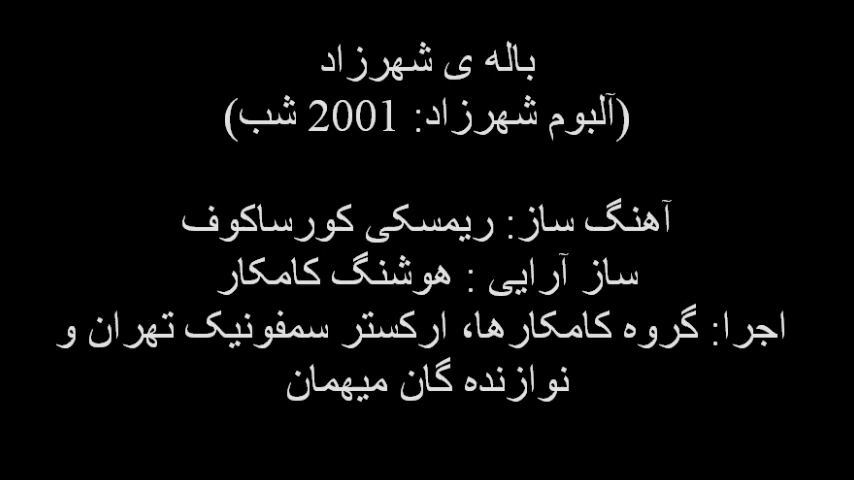 باله ی شهرزاد
(آلبوم شهرزاد: 2001 شب)
آهنگ ساز: ریمسکی کورساکوف
ساز آرایی : هوشنگ کامکار
اجرا: گروه کامکارها، ارکستر سمفونیک تهران و
نوازنده گان میهمان